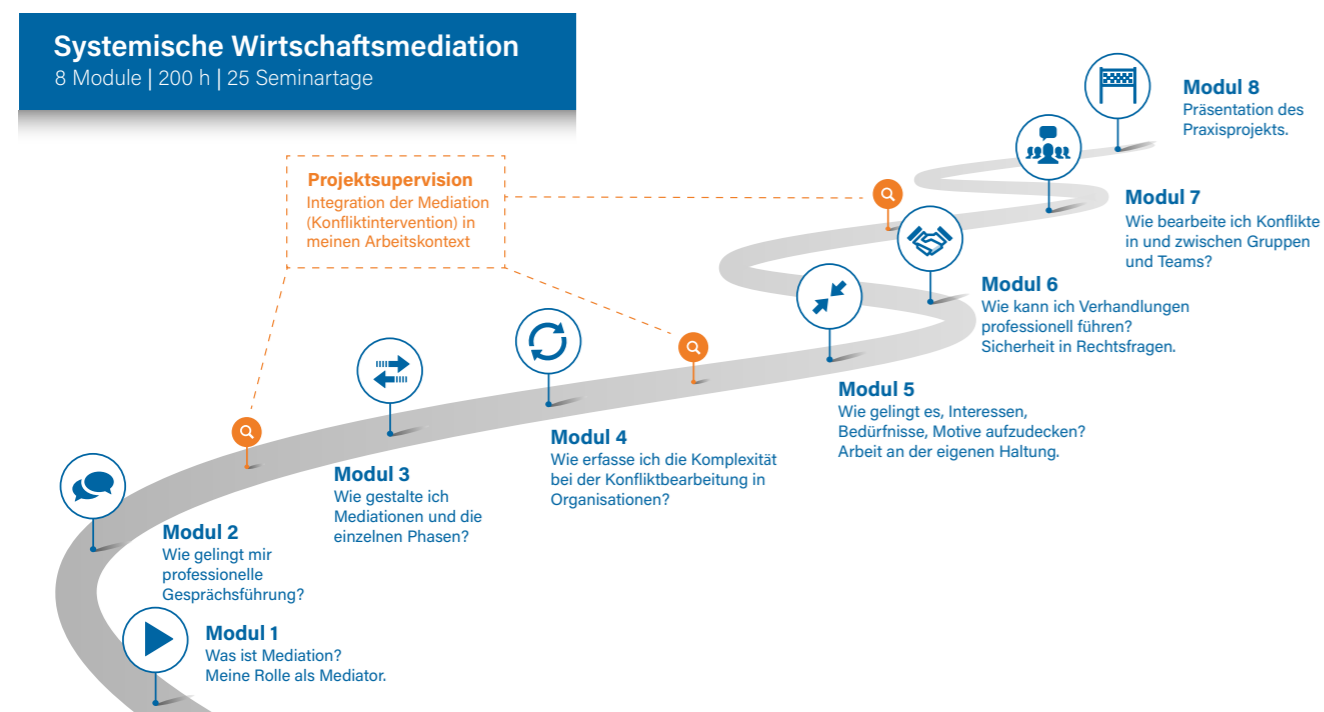 Systemische Wirtschaftsmediation
8 Module | 200 h | 25 Seminartage
Projektsupervision
Integration der Mediation
(Konfliktintervention) in
meinen Arbeitskontext
Modul 8
Präsentation des
Praxisprojekts.
Modul 7
Wie bearbeite ich Konflikte
in und zwischen Gruppen
und Teams?
Modul 6
Wie kann ich Verhandlungen
professionell führen?
Sicherheit in Rechtsfragen.
Modul 5
Wie gelingt es, Interessen,
Bedürfnisse, Motive aufzudecken?
Arbeit an der eigenen Haltung.
Modul 4
Wie erfasse ich die Komplexität
bei der Konfliktbearbeitung in
Organisationen?
Modul 3
Wie gestalte ich
Mediationen und die
einzelnen Phasen?
Modul 2
Wie gelingt mir
professionelle
Gesprächsführung?
Modul 1
Was ist Mediation?
Meine Rolle als Mediator.